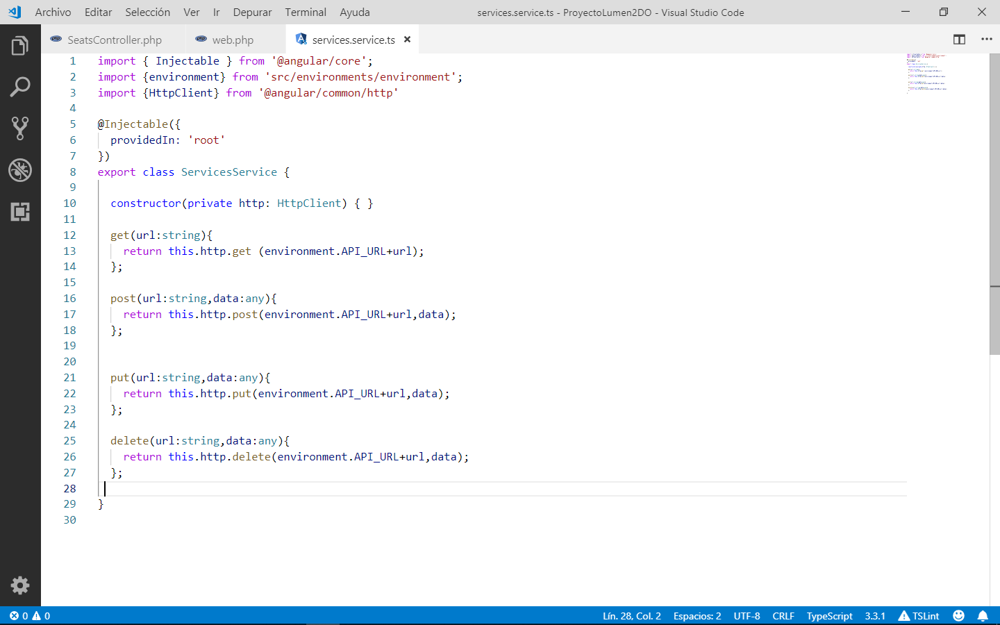 Archivo Editar Selección Ver Ir Depurar Terminal Ayuda services.service.ts - ProyectoLumen2DO - Visual Studio Code
SeatsController.php web.php services.service.ts
1 import { Injectable } from '@angular/core';
2 import {environment} from 'src/environments/environment';
3 import {HttpClient} from '@angular/common/http'
4
5 @Injectable({
6 providedIn: 'root'
7 })
8 export class ServicesService {
9
10 constructor(private http: HttpClient) { }
11
12 get(url:string){
13 return this.http.get (environment.API_URL+url);
14 };
15
16 post(url:string,data:any){
17 return this.http.post(environment.API_URL+url,data);
18 };
19
20
21 put(url:string,data:any){
22 return this.http.put(environment.API_URL+url,data);
23 };
24
25 delete(url:string,data:any){
26 return this.http.delete(environment.API_URL+url,data);
27 };
28
29 }
30
0 0 Lín. 28, Col. 2 Espacios: 2 UTF-8 CRLF TypeScript 3.3.1 TSLint